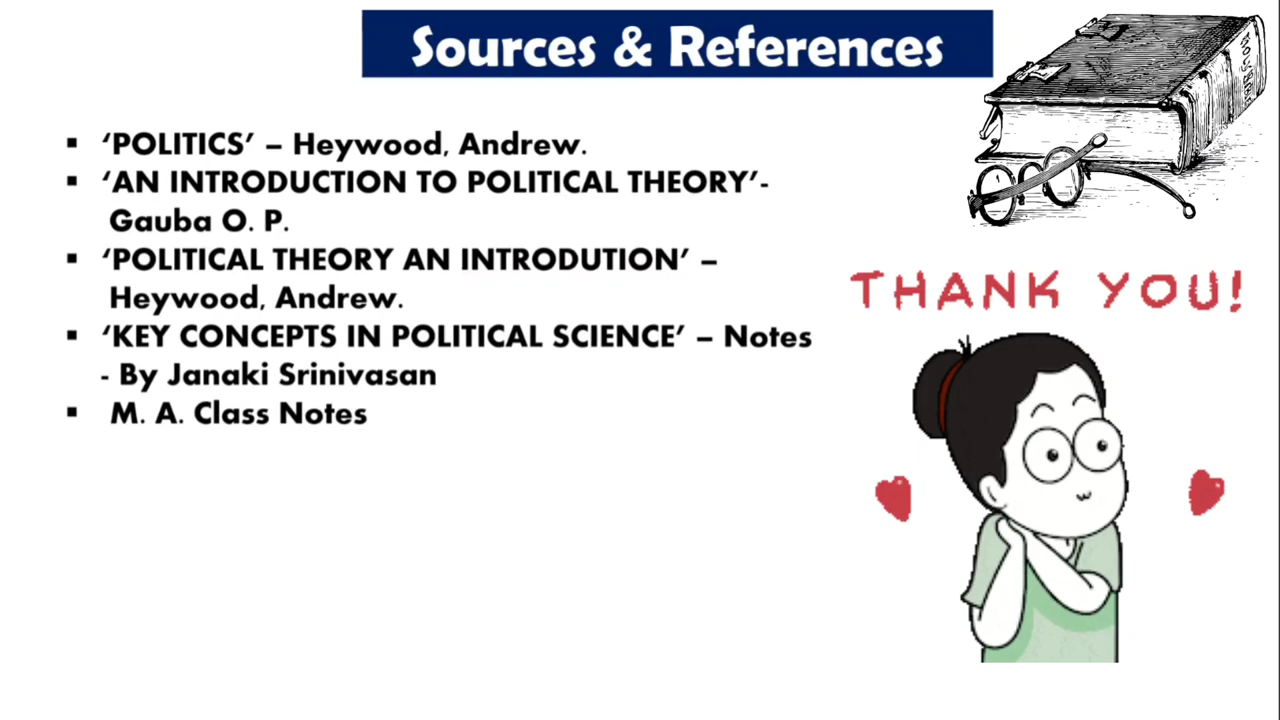 Sources & References
▪ ‘POLITICS’ – Heywood, Andrew.
▪ ‘AN INTRODUCTION TO POLITICAL THEORY’-
Gauba O. P.
▪ ‘POLITICAL THEORY AN INTRODUTION’ –
Heywood, Andrew.
▪ ‘KEY CONCEPTS IN POLITICAL SCIENCE’ – Notes
- By Janaki Srinivasan
▪ M. A. Class Notes
THANK YOU!